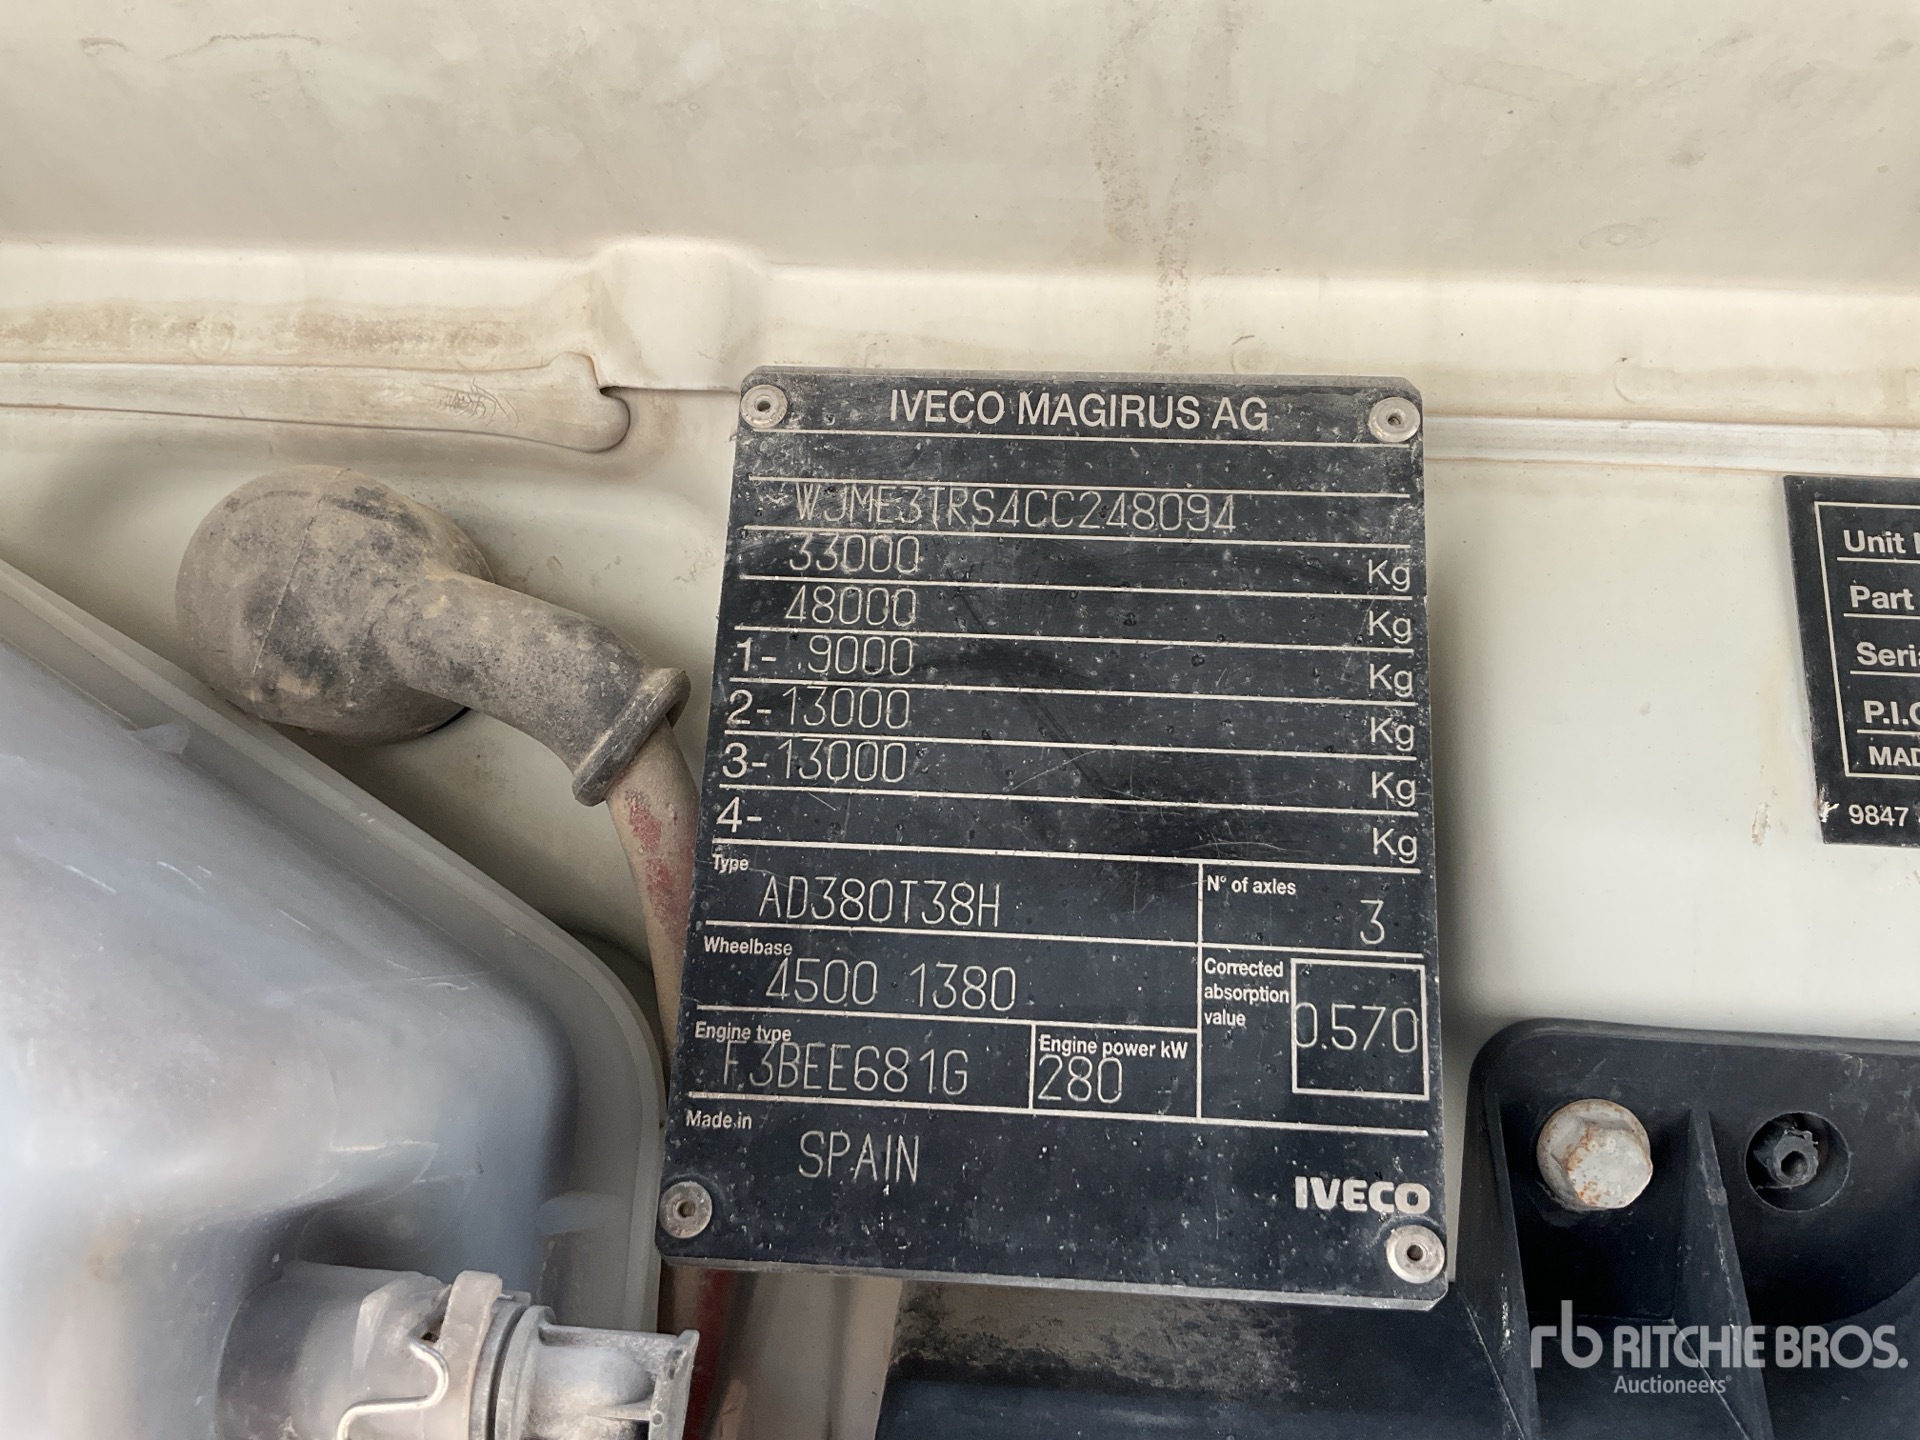 IVECO MAGIRUS AG
WJME3TRS4CC248094
33000 Kg
48000 Kg
1- 9000 Kg
2- 13000 Kg
3- 13000 Kg
4- Kg
Type AD380T38H
N° of axles 3
Wheelbase 4500 1380
Corrected absorption value 0.570
Engine type F3BEE681G
Engine power kW 280
Made in SPAIN
IVECO
Unit
Part
P.I.
9847
rb RITCHIE BROS.
Auctioneers